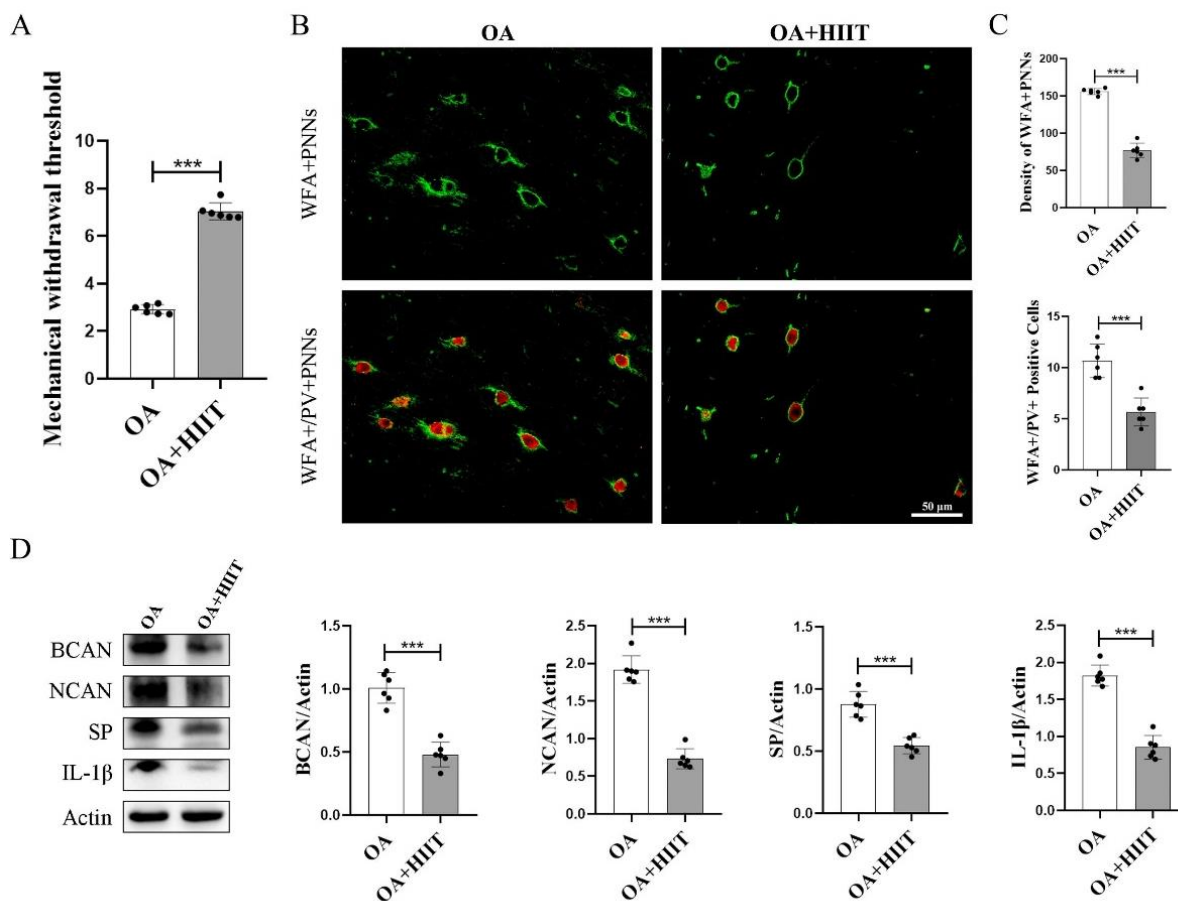 A
Mechanical withdrawal threshold
10
8
6
4
2
0
***
OA
OA+HIIT
B
OA
OA+HIIT
WFA+PNNs
WFA+/PV+PNNs
50 μm
C
Density of WFA+PNNs
200
150
100
50
0
***
OA
OA+HIIT
WFA+/PV+ Positive Cells
15
10
5
0
***
OA
OA+HIIT
D
OA
OA+HIIT
BCAN
NCAN
SP
IL-1β
Actin
BCAN/Actin
1.5
1.0
0.5
0.0
***
OA
OA+HIIT
NCAN/Actin
2.5
2.0
1.5
1.0
0.5
0.0
***
OA
OA+HIIT
SP/Actin
1.5
1.0
0.5
0.0
***
OA
OA+HIIT
IL-1β/Actin
2.5
2.0
1.5
1.0
0.5
0.0
***
OA
OA+HIIT